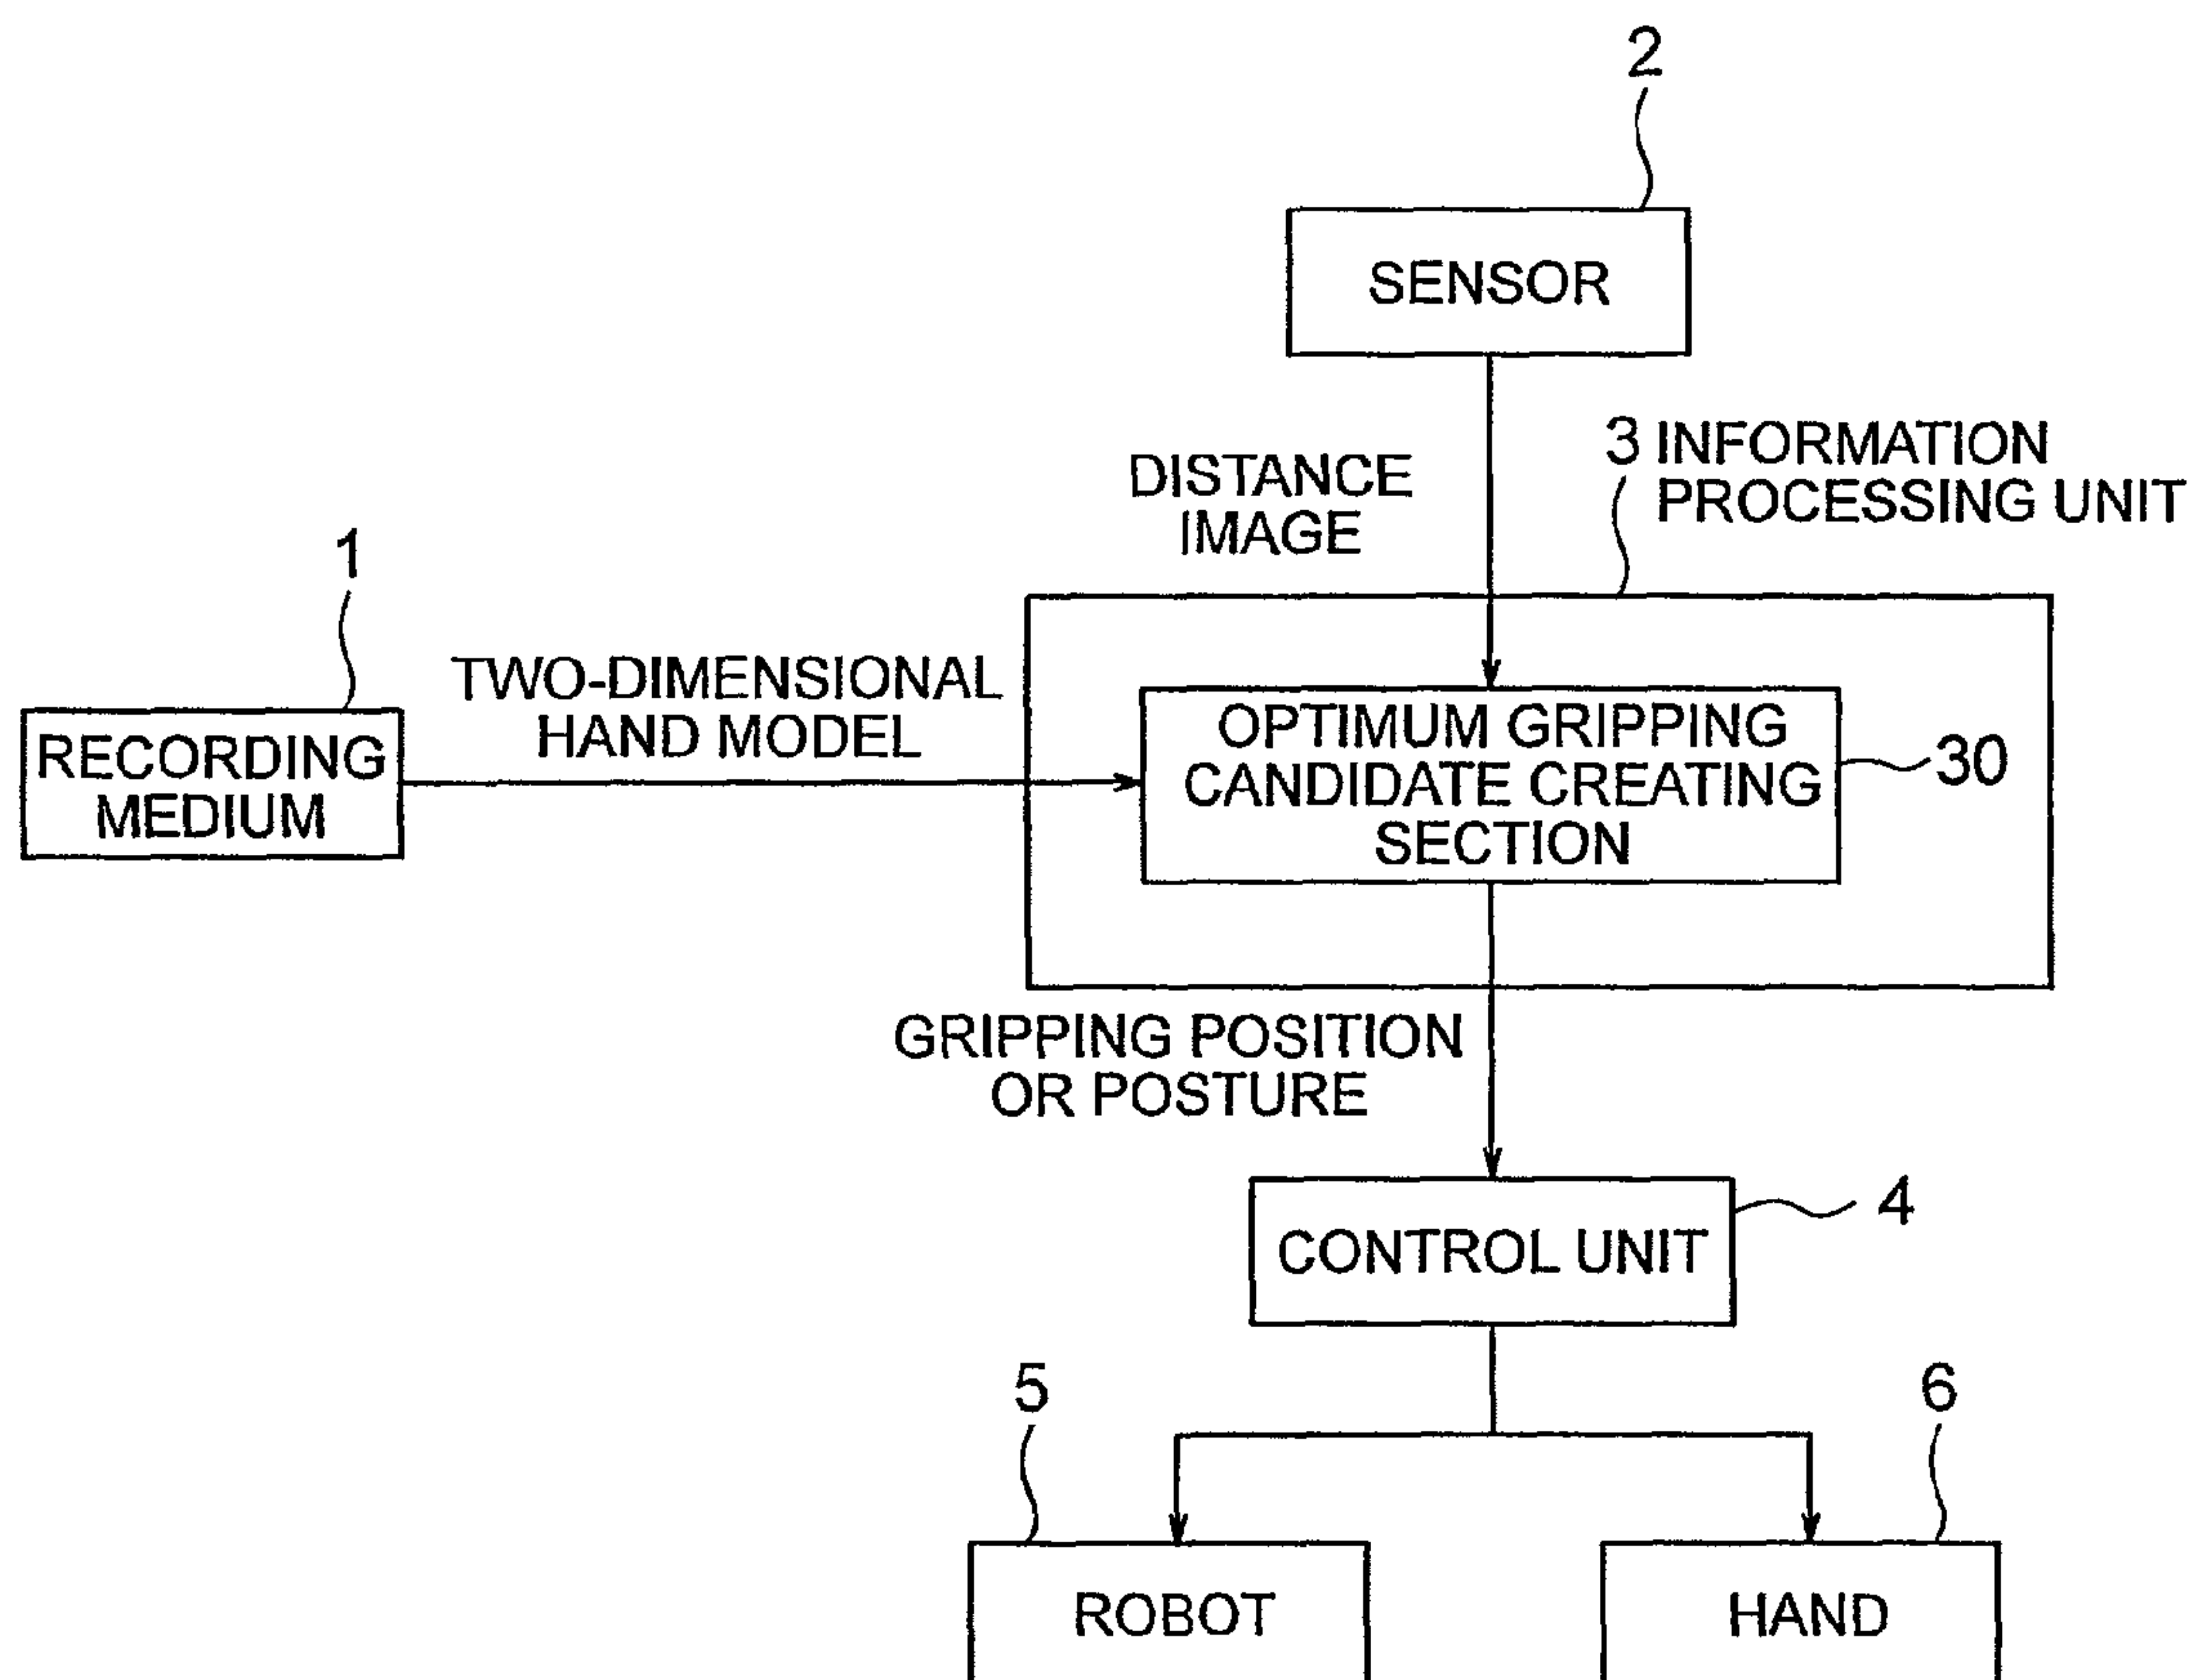 2
SENSOR
DISTANCE
IMAGE
3 INFORMATION
PROCESSING UNIT
1
TWO-DIMENSIONAL
HAND MODEL
RECORDING
MEDIUM
OPTIMUM GRIPPING
CANDIDATE CREATING
SECTION
30
GRIPPING POSITION
OR POSTURE
4
CONTROL UNIT
5
6
ROBOT
HAND